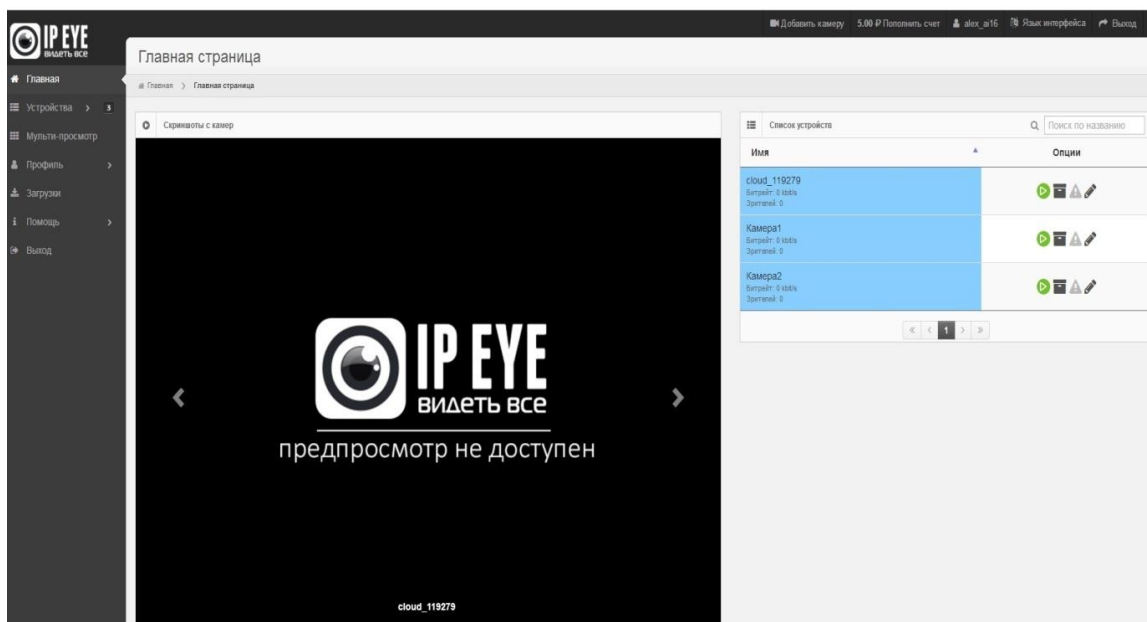 IP EYE
видеть все
Добавить камеру 5.00 ₽ Пополнить счет alex_ai16 Язык интерфейса Выход
Главная страница
Главная > Главная страница
Главная
Устройства > 3
Мульти-просмотр
Профиль >
Загрузки
Помощь >
Выход
Скриншоты с камер
IP EYE
видеть все
предпросмотр не доступен
cloud_119279
Список устройств Поиск по названию
Имя Опции
cloud_119279
Битрейт: 0 kbit/s
Зрителей: 0
Камера1
Битрейт: 0 kbit/s
Зрителей: 0
Камера2
Битрейт: 0 kbit/s
Зрителей: 0
« < 1 > »